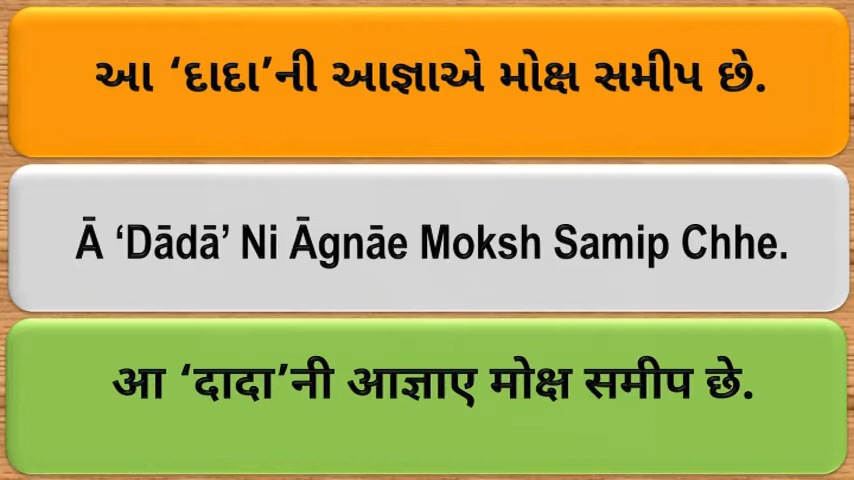 આ ‘દાદા’ની આજ્ઞાએ મોક્ષ સમીપ છે.
Ā ‘Dādā’ Ni Āgnāe Moksh Samip Chhe.
आ ‘दादा’नी आज्ञाए मोक्ष समीप छे.